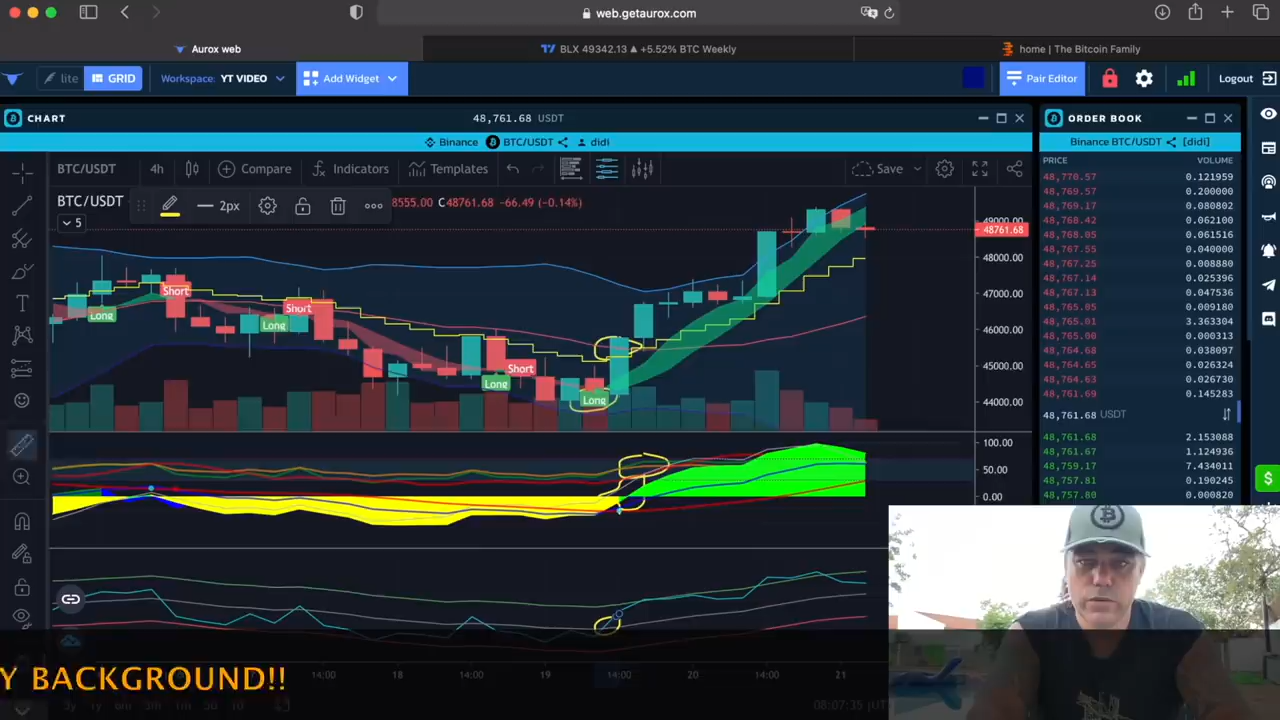 web.getaurox.com
Aurox web
BLX 49342.13 ▲ +5.52% BTC Weekly
home | The Bitcoin Family
lite
GRID
Workspace: YT VIDEO
Add Widget
Pair Editor
Logout
CHART
48,761.68 USDT
Binance
BTC/USDT
didi
BTC/USDT
4h
Compare
Indicators
Templates
Save
BTC/USDT
2px
8555.00 C48761.68 -66.49 (-0.14%)
5
49000.00
48761.68
48000.00
47000.00
46000.00
45000.00
44000.00
Short
Long
Short
Long
Short
Long
Long
100.00
50.00
0.00
14:00
18
14:00
19
14:00
20
14:00
21
ORDER BOOK
Binance BTC/USDT
[didi]
PRICE VOLUME
48,770.57 0.121959
48,769.57 0.200000
48,769.17 0.080802
48,768.42 0.062100
48,768.05 0.061516
48,767.55 0.040000
48,767.25 0.008880
48,767.14 0.025396
48,767.13 0.047536
48,765.05 0.009180
48,765.01 3.363304
48,765.00 0.000313
48,764.68 0.038097
48,764.65 0.026324
48,764.63 0.026730
48,761.69 0.145283
48,761.68 USDT
48,761.68 2.153088
48,761.67 1.124936
48,759.17 7.434011
48,757.81 0.190245
48,757.80 0.000820
Y BACKGROUND!!